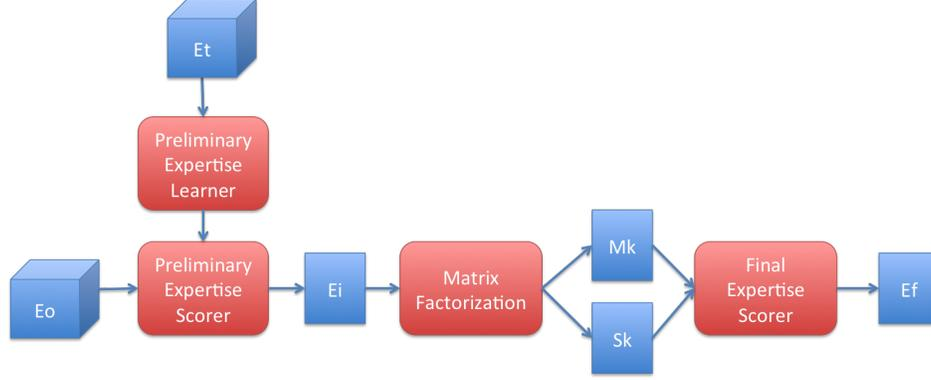 Et
Preliminary
Expertise
Learner
Eo
Preliminary
Expertise
Scorer
Ei
Matrix
Factorization
Mk
Sk
Final
Expertise
Scorer
Ef